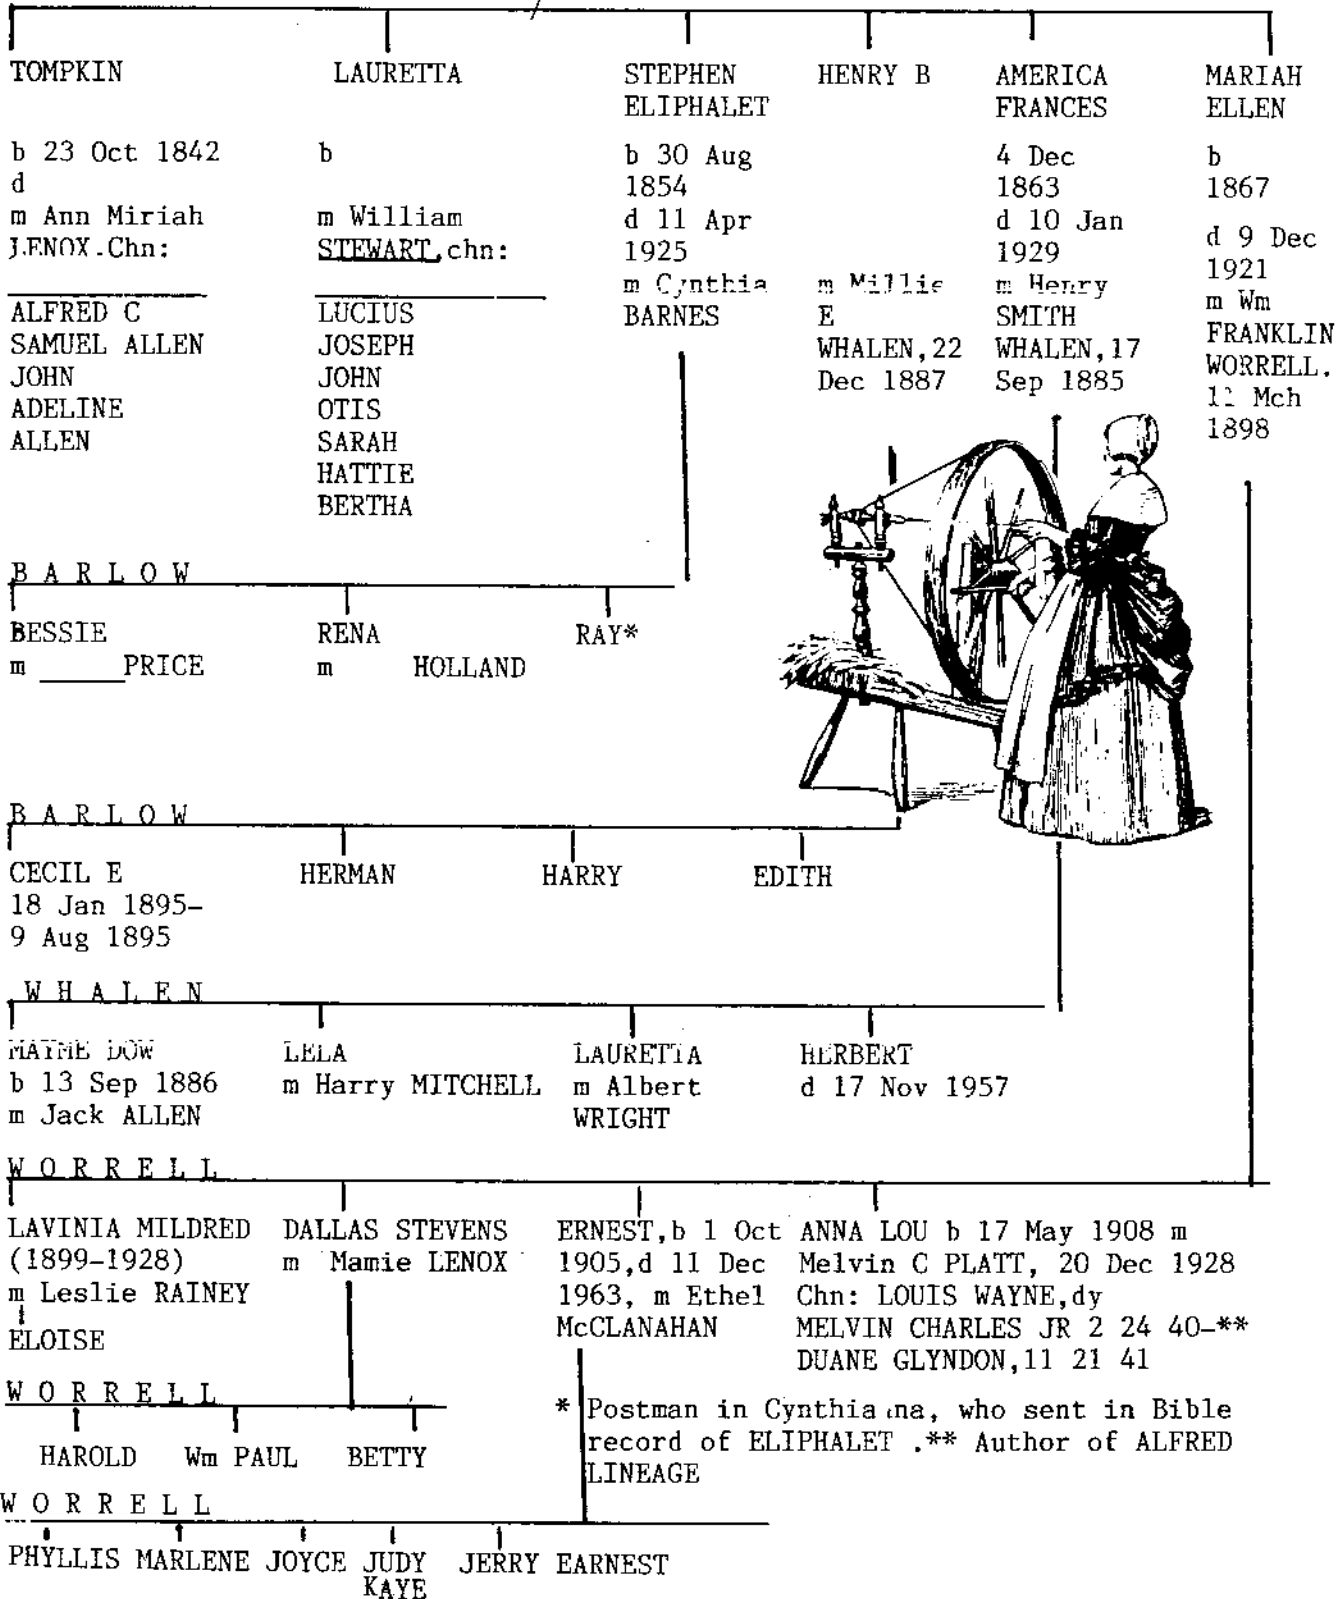 TOMPKIN
b 23 Oct 1842
d
m Ann Miriah
LENOX.Chn:
ALFRED C
SAMUEL ALLEN
JOHN
ADELINE
ALLEN
LAURETTA
b
m William
STEWART,chn:
LUCIUS
JOSEPH
JOHN
OTIS
SARAH
HATTIE
BERTHA
STEPHEN
ELIPHALET
b 30 Aug
1854
d 11 Apr
1925
m Cynthia
BARNES
HENRY B
m Millie
E
WHALEN,22
Dec 1887
AMERICA
FRANCES
4 Dec
1863
d 10 Jan
1929
m Henry
SMITH
WHALEN,17
Sep 1885
MARIAH
ELLEN
b
1867
d 9 Dec
1921
m Wm
FRANKLIN
WORRELL.
11 Mch
1898
B A R L O W
BESSIE
m ______PRICE
RENA
m HOLLAND
RAY*
B A R L O W
CECIL E
18 Jan 1895-
9 Aug 1895
HERMAN
HARRY
EDITH
W H A L E N
MAYME DOW
b 13 Sep 1886
m Jack ALLEN
LELA
m Harry MITCHELL
LAURETTA
m Albert
WRIGHT
HERBERT
d 17 Nov 1957
W O R R E L L
LAVINIA MILDRED
(1899-1928)
m Leslie RAINEY
ELOISE
DALLAS STEVENS
m Mamie LENOX
ERNEST,b 1 Oct
1905,d 11 Dec
1963, m Ethel
McCLANAHAN
ANNA LOU b 17 May 1908 m
Melvin C PLATT, 20 Dec 1928
Chn: LOUIS WAYNE,dy
MELVIN CHARLES JR 2 24 40-**
DUANE GLYNDON,11 21 41
W O R R E L L
HAROLD
Wm PAUL
BETTY
* Postman in Cynthiana, who sent in Bible
record of ELIPHALET .** Author of ALFRED
LINEAGE
W O R R E L L
PHYLLIS MARLENE JOYCE JUDY JERRY EARNEST
KAYE